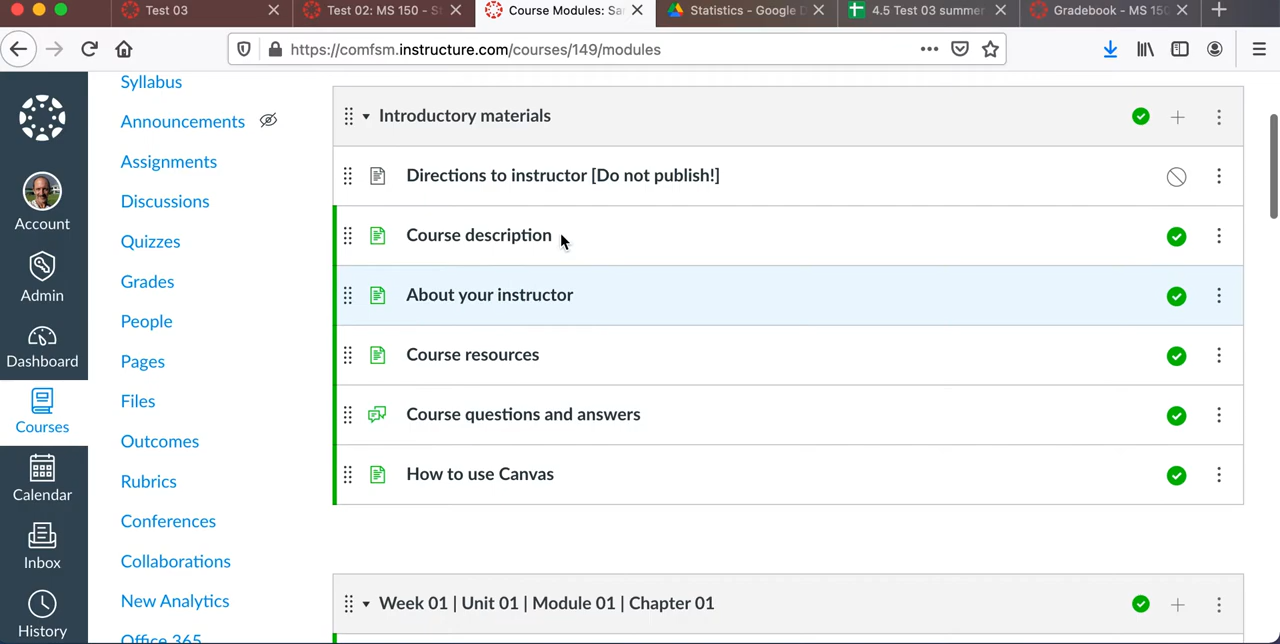 Test 03
Test 02: MS 150 - S
Course Modules: Sa
Statistics - Google D
4.5 Test 03 summer
Gradebook - MS 150
https://comfsm.instructure.com/courses/149/modules
Account
Admin
Dashboard
Courses
Calendar
Inbox
History
Syllabus
Announcements
Assignments
Discussions
Quizzes
Grades
People
Pages
Files
Outcomes
Rubrics
Conferences
Collaborations
New Analytics
Office 365
Introductory materials
Directions to instructor [Do not publish!]
Course description
About your instructor
Course resources
Course questions and answers
How to use Canvas
Week 01 | Unit 01 | Module 01 | Chapter 01